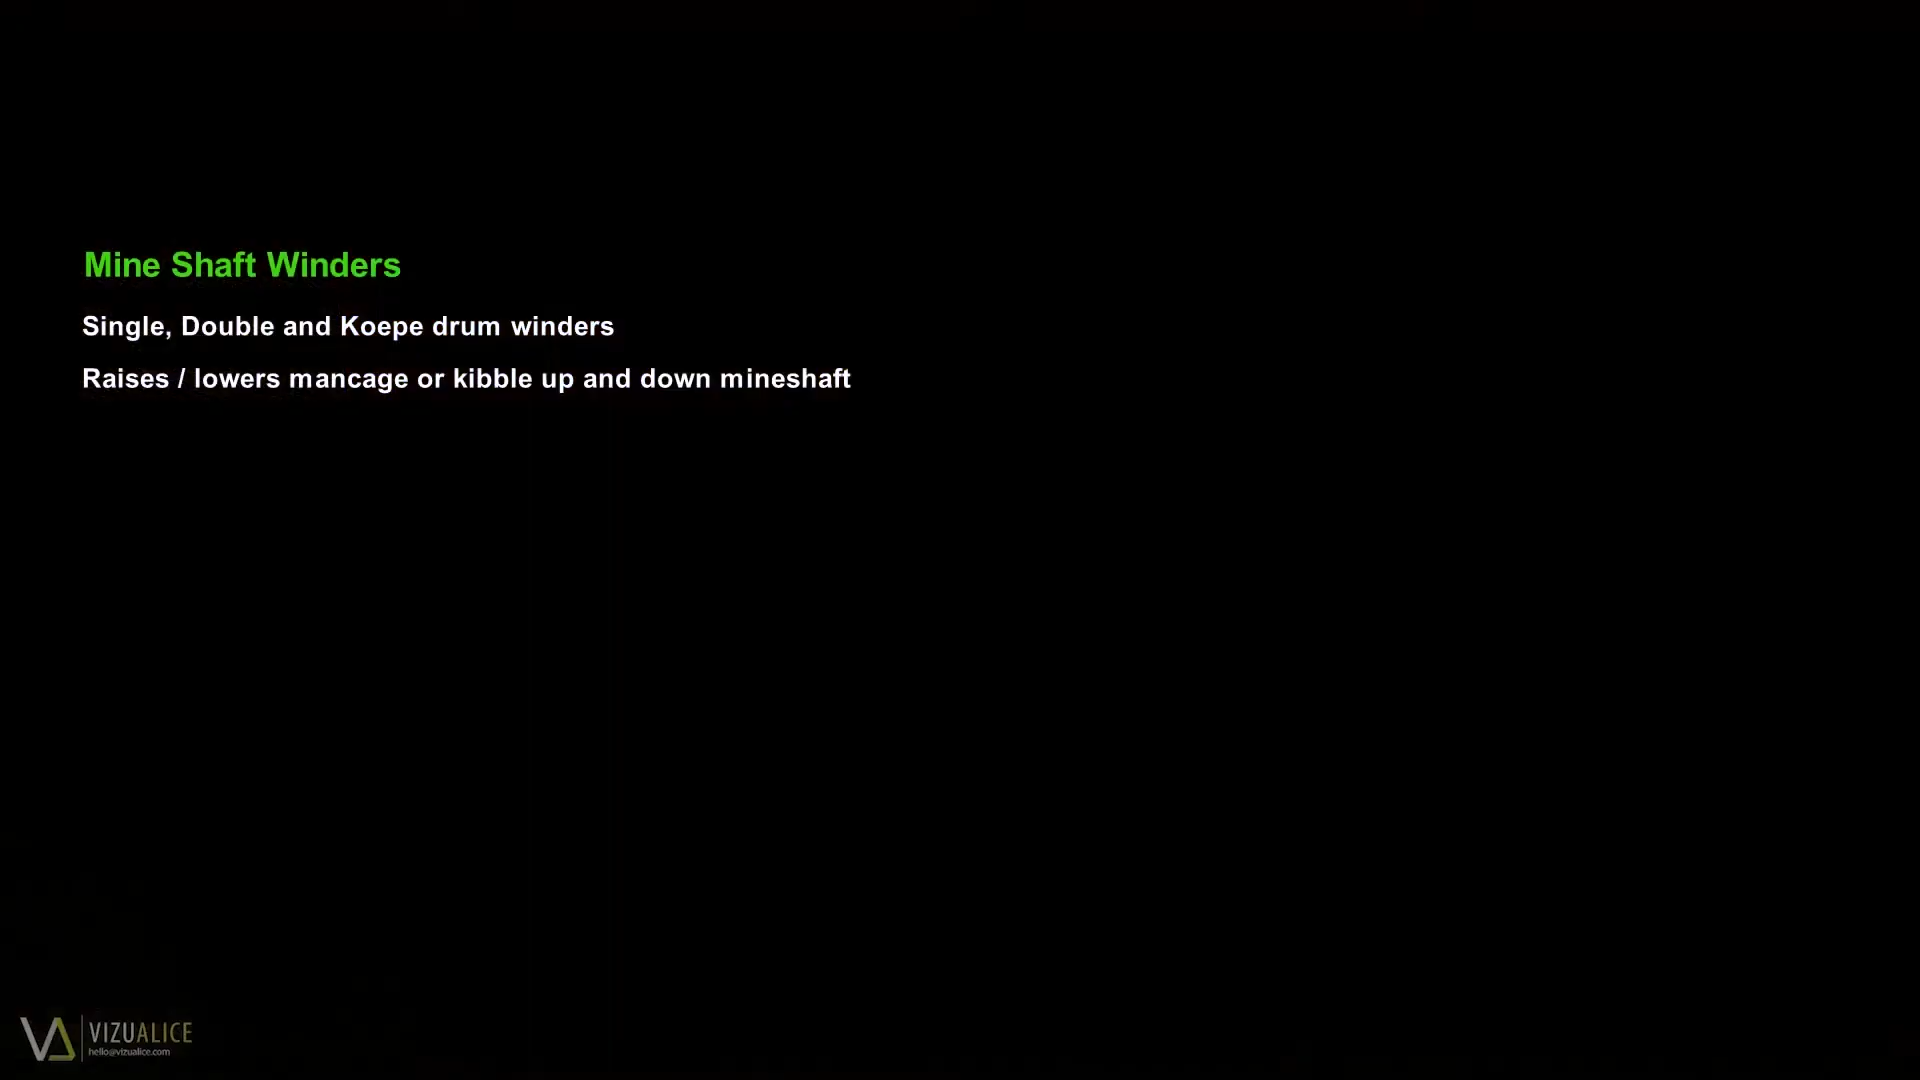 Mine Shaft Winders
Single, Double and Koepe drum winders
Raises / lowers mancage or kibble up and down mineshaft
VIZUALICE
hello@vizualice.com